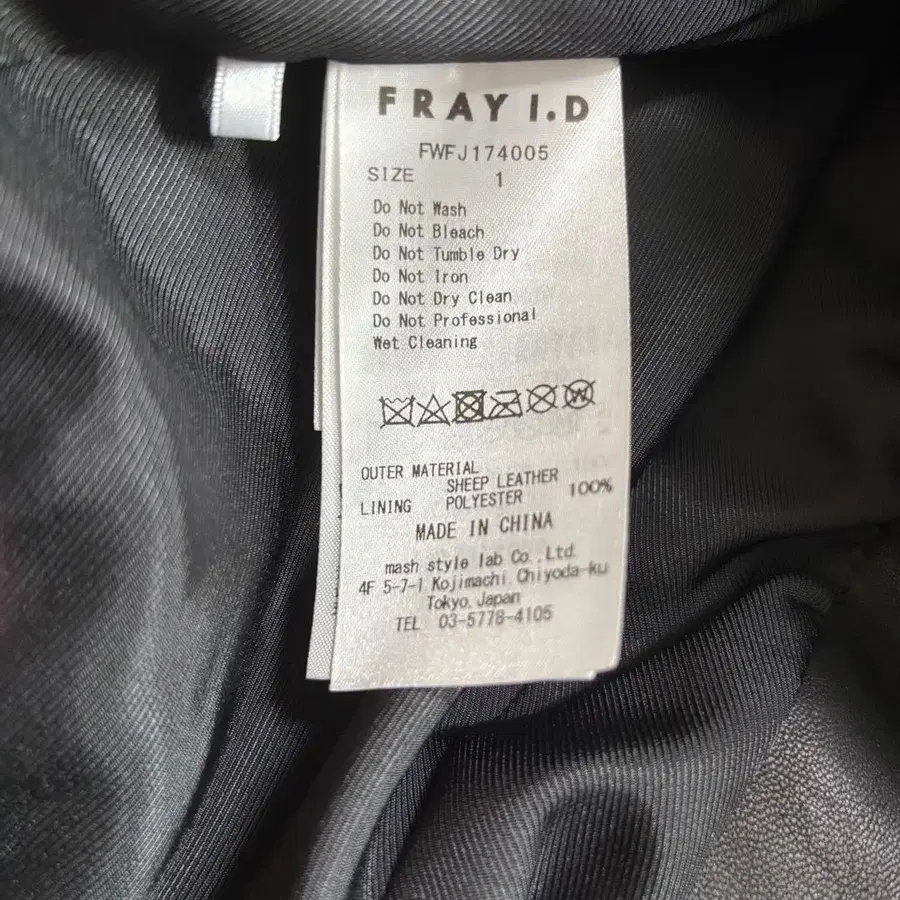 FRAY I.D
FWFJ174005
SIZE 1
Do Not Wash
Do Not Bleach
Do Not Tumble Dry
Do Not Iron
Do Not Dry Clean
Do Not Professional
Wet Cleaning
W
OUTER MATERIAL
SHEEP LEATHER
LINING POLYESTER 100%
MADE IN CHINA
mash style lab Co.,Ltd.
4F 5-7-1 Kojimachi, Chiyoda-ku
Tokyo, Japan
TEL 03-5778-4105